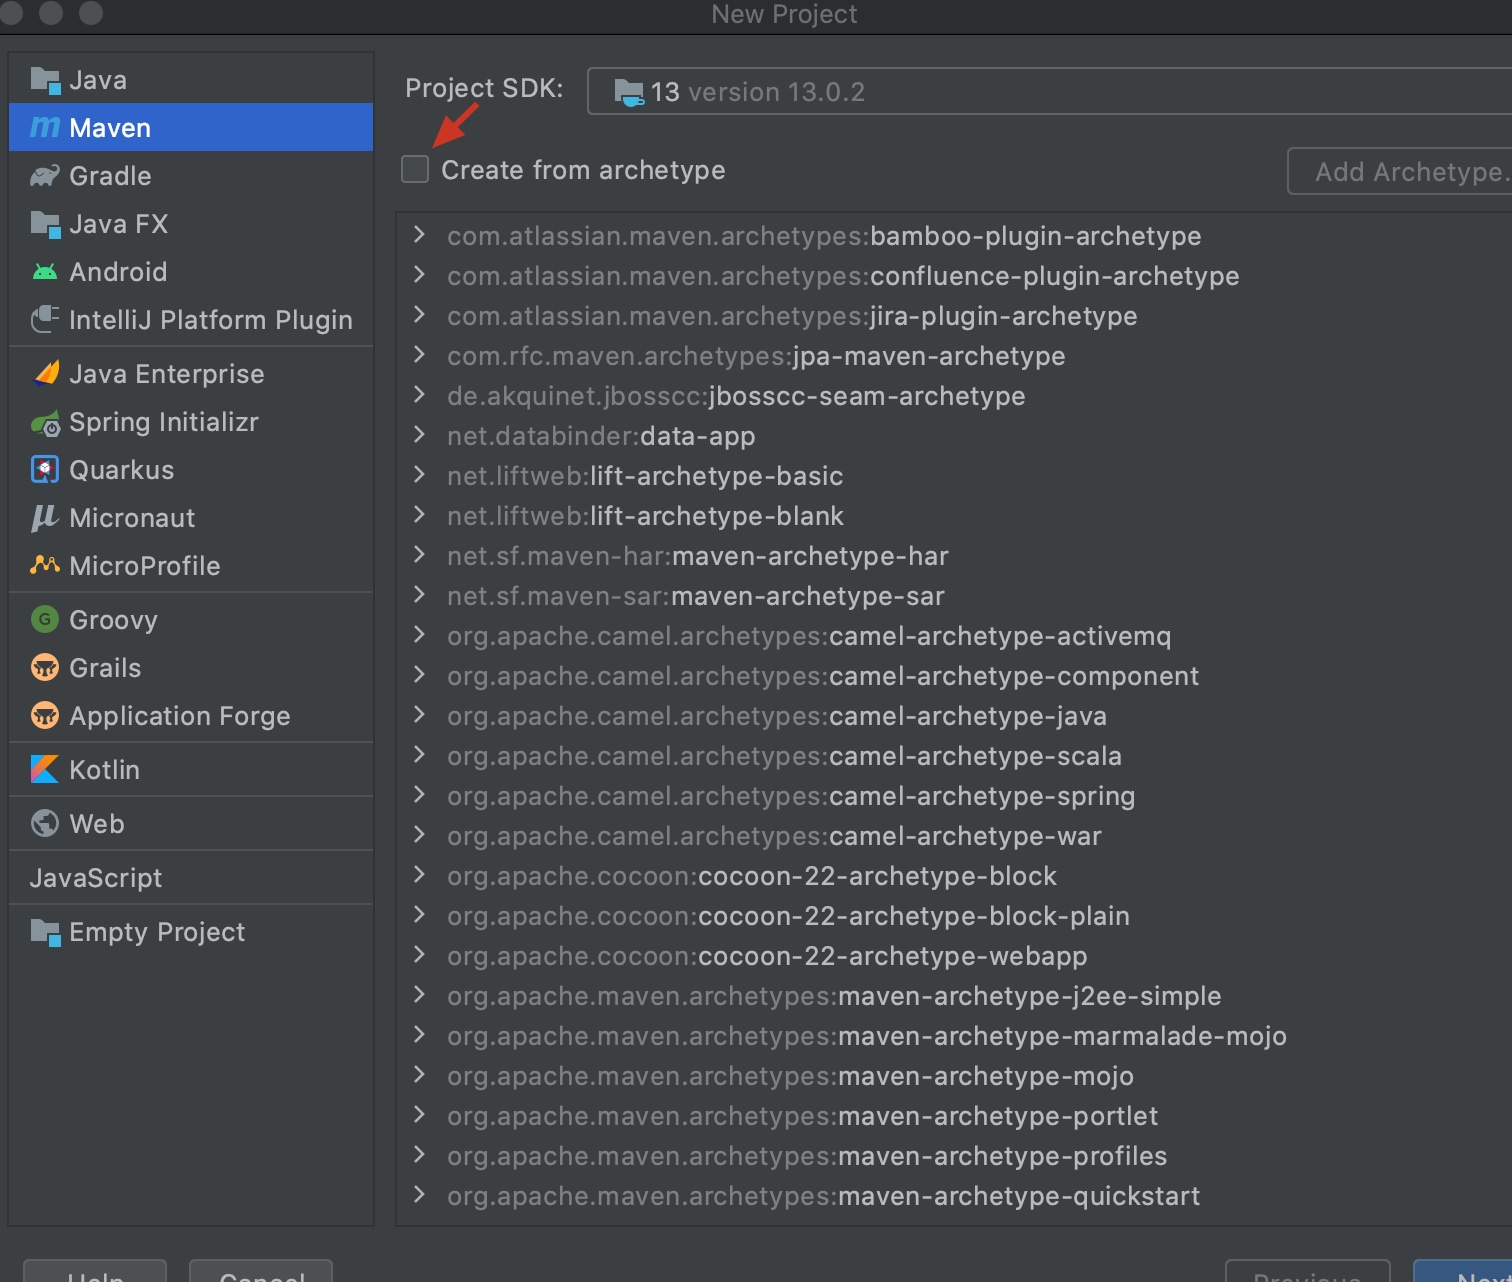 New Project
Java
Maven
Gradle
Java FX
Android
IntelliJ Platform Plugin
Java Enterprise
Spring Initializr
Quarkus
Micronaut
MicroProfile
Groovy
Grails
Application Forge
Kotlin
Web
JavaScript
Empty Project
Project SDK: 13 version 13.0.2
Create from archetype
Add Archetype.
com.atlassian.maven.archetypes:bamboo-plugin-archetype
com.atlassian.maven.archetypes:confluence-plugin-archetype
com.atlassian.maven.archetypes:jira-plugin-archetype
com.rfc.maven.archetypes:jpa-maven-archetype
de.akquinet.jbosscc:jbosscc-seam-archetype
net.databinder:data-app
net.liftweb:lift-archetype-basic
net.liftweb:lift-archetype-blank
net.sf.maven-har:maven-archetype-har
net.sf.maven-sar:maven-archetype-sar
org.apache.camel.archetypes:camel-archetype-activemq
org.apache.camel.archetypes:camel-archetype-component
org.apache.camel.archetypes:camel-archetype-java
org.apache.camel.archetypes:camel-archetype-scala
org.apache.camel.archetypes:camel-archetype-spring
org.apache.camel.archetypes:camel-archetype-war
org.apache.cocoon:cocoon-22-archetype-block
org.apache.cocoon:cocoon-22-archetype-block-plain
org.apache.cocoon:cocoon-22-archetype-webapp
org.apache.maven.archetypes:maven-archetype-j2ee-simple
org.apache.maven.archetypes:maven-archetype-marmalade-mojo
org.apache.maven.archetypes:maven-archetype-mojo
org.apache.maven.archetypes:maven-archetype-portlet
org.apache.maven.archetypes:maven-archetype-profiles
org.apache.maven.archetypes:maven-archetype-quickstart
Help
Cancel
Previous
Next